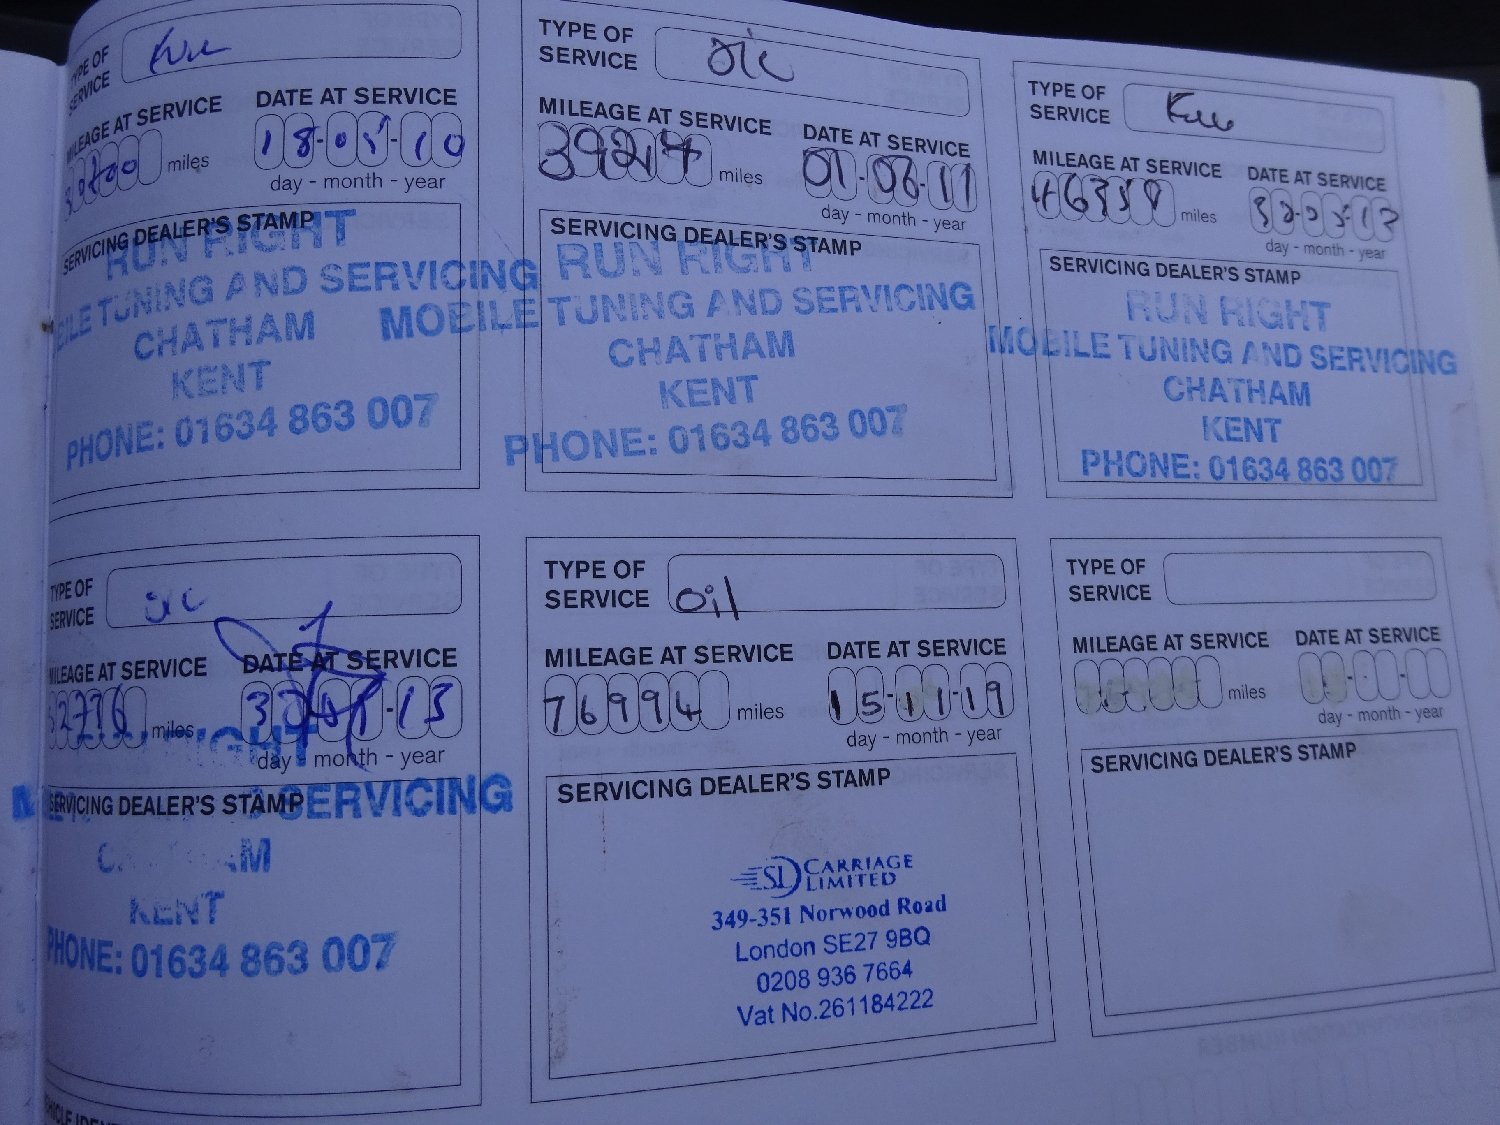 TYPE OF
SERVICE
Full
MILEAGE AT SERVICE
DATE AT SERVICE
miles
18-05-10
day - month - year
SERVICING DEALER'S STAMP
RUN RIGHT
MOBILE TUNING AND SERVICING
CHATHAM
KENT
PHONE: 01634 863 007
TYPE OF
SERVICE
oil
MILEAGE AT SERVICE
DATE AT SERVICE
39214 miles
01-06-11
day - month - year
SERVICING DEALER'S STAMP
RUN RIGHT
MOBILE TUNING AND SERVICING
CHATHAM
KENT
PHONE: 01634 863 007
TYPE OF
SERVICE
Full
MILEAGE AT SERVICE
DATE AT SERVICE
miles
day - month - year
SERVICING DEALER'S STAMP
RUN RIGHT
MOBILE TUNING AND SERVICING
CHATHAM
KENT
PHONE: 01634 863 007
TYPE OF
SERVICE
oil
MILEAGE AT SERVICE
DATE AT SERVICE
miles
day month - year
SERVICING DEALER'S STAMP
SERVICING
KENT
PHONE: 01634 863 007
TYPE OF
SERVICE
oil
MILEAGE AT SERVICE
DATE AT SERVICE
76994 miles
15-11-19
day - month - year
SERVICING DEALER'S STAMP
SD CARRIAGE
LIMITED
349-351 Norwood Road
London SE27 9BQ
0208 936 7664
Vat No.261184222
TYPE OF
SERVICE
MILEAGE AT SERVICE
DATE AT SERVICE
miles
day - month - year
SERVICING DEALER'S STAMP